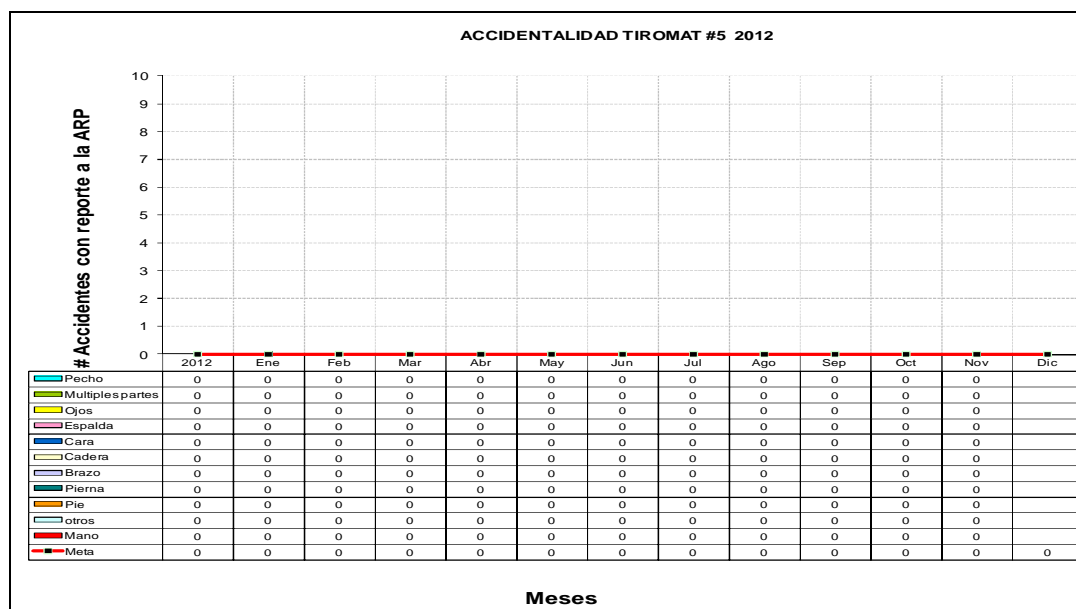 ACCIDENTALIDAD TIROMAT #5 2012
# Accidentes con reporte a la ARP
10
9
8
7
6
5
4
3
2
1
0
2012 Ene Feb Mar Abr May Jun Jul Ago Sep Oct Nov Dic
Pecho 0 0 0 0 0 0 0 0 0 0 0 0
Multiples partes 0 0 0 0 0 0 0 0 0 0 0 0
Ojos 0 0 0 0 0 0 0 0 0 0 0 0
Espalda 0 0 0 0 0 0 0 0 0 0 0 0
Cara 0 0 0 0 0 0 0 0 0 0 0 0
Cadera 0 0 0 0 0 0 0 0 0 0 0 0
Brazo 0 0 0 0 0 0 0 0 0 0 0 0
Pierna 0 0 0 0 0 0 0 0 0 0 0 0
Pie 0 0 0 0 0 0 0 0 0 0 0 0
otros 0 0 0 0 0 0 0 0 0 0 0 0
Mano 0 0 0 0 0 0 0 0 0 0 0 0
Meta 0 0 0 0 0 0 0 0 0 0 0 0 0
Meses